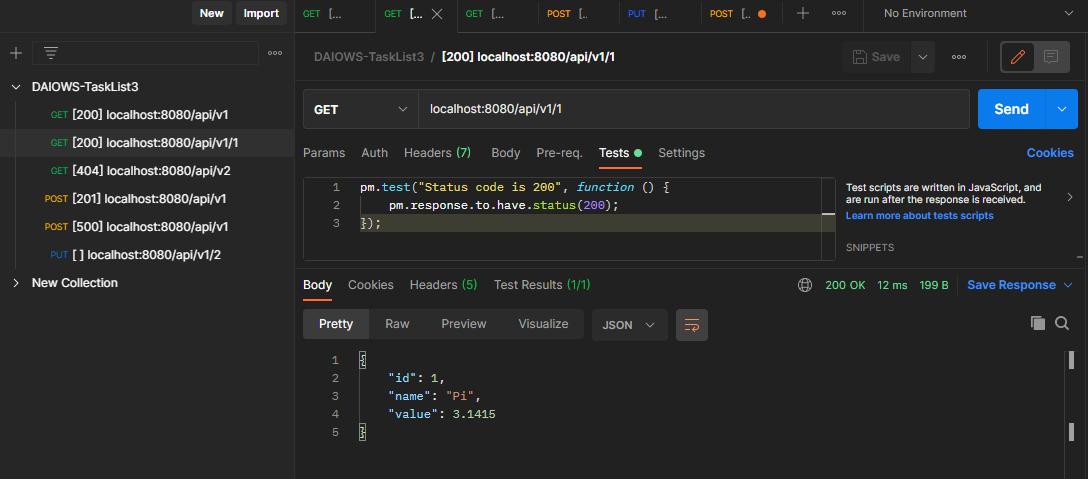 New Import
GET [... GET [... GET [... POST [.. PUT [... POST [.. No Environment
DAIOWS-TaskList3 / [200] localhost:8080/api/v1/1 Save
DAIOWS-TaskList3
GET [200] localhost:8080/api/v1
GET [200] localhost:8080/api/v1/1
GET [404] localhost:8080/api/v2
POST [201] localhost:8080/api/v1
POST [500] localhost:8080/api/v1
PUT [ ] localhost:8080/api/v1/2
New Collection
GET localhost:8080/api/v1/1 Send
Params Auth Headers (7) Body Pre-req. Tests Settings Cookies
1 pm.test("Status code is 200", function () {
2 pm.response.to.have.status(200);
3 });
Test scripts are written in JavaScript, and
are run after the response is received.
Learn more about tests scripts
SNIPPETS
Body Cookies Headers (5) Test Results (1/1) 200 OK 12 ms 199 B Save Response
Pretty Raw Preview Visualize JSON
1 {
2 "id": 1,
3 "name": "Pi",
4 "value": 3.1415
5 }